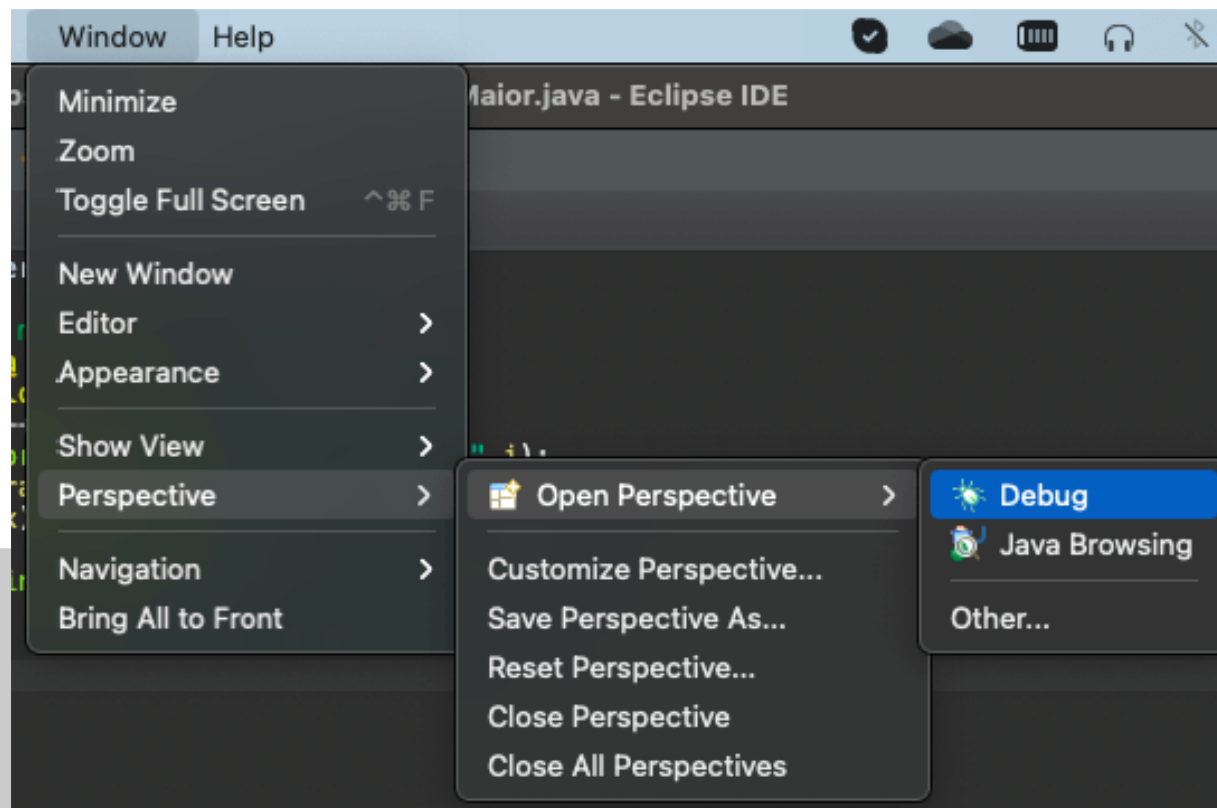 Window Help
Maior.java - Eclipse IDE
Minimize
Zoom
Toggle Full Screen ^⌘ F
New Window
Editor
Appearance
Show View
" i);
Perspective
Open Perspective
Debug
Java Browsing
Navigation
Customize Perspective...
Bring All to Front
Save Perspective As...
Other...
Reset Perspective...
Close Perspective
Close All Perspectives